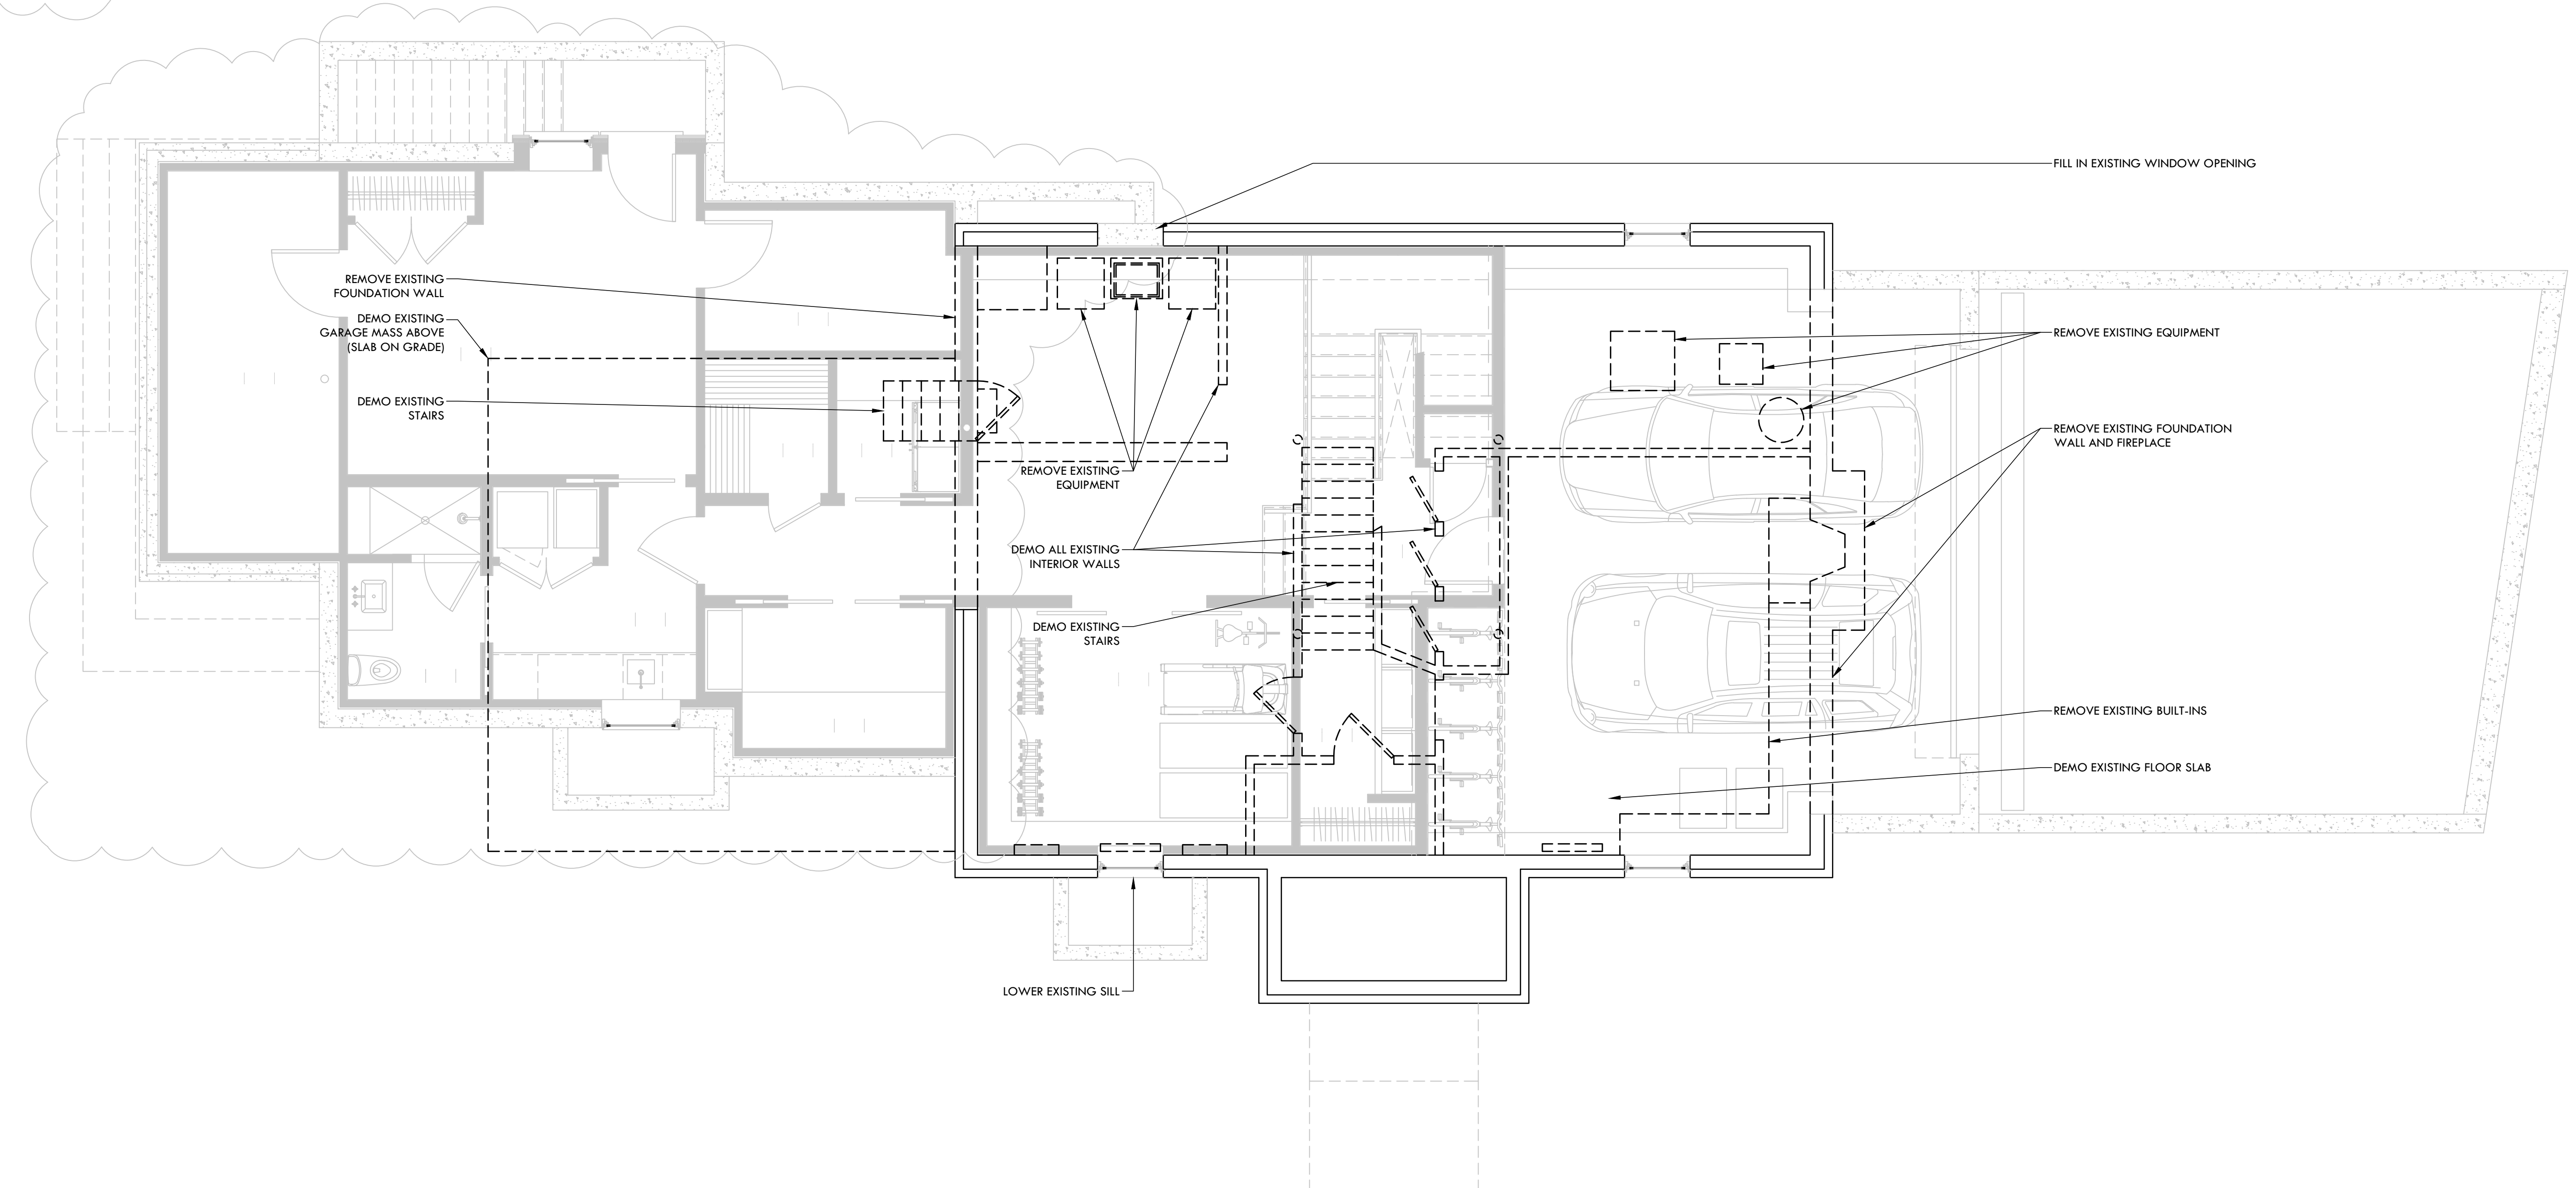 FILL IN EXISTING WINDOW OPENING
REMOVE EXISTING
FOUNDATION WALL
DEMO EXISTING
GARAGE MASS ABOVE
(SLAB ON GRADE)
REMOVE EXISTING EQUIPMENT
DEMO EXISTING
STAIRS
REMOVE EXISTING FOUNDATION
WALL AND FIREPLACE
REMOVE EXISTING
EQUIPMENT
DEMO ALL EXISTING
INTERIOR WALLS
DEMO EXISTING
STAIRS
REMOVE EXISTING BUILT-INS
DEMO EXISTING FLOOR SLAB
LOWER EXISTING SILL